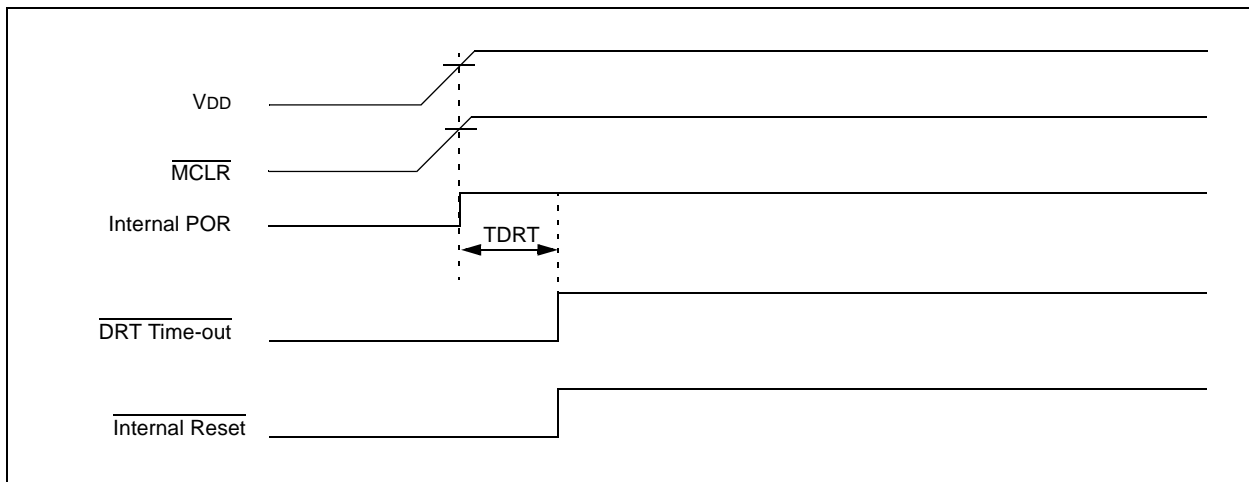 VDD
MCLR
Internal POR
TDRT
DRT Time-out
Internal Reset